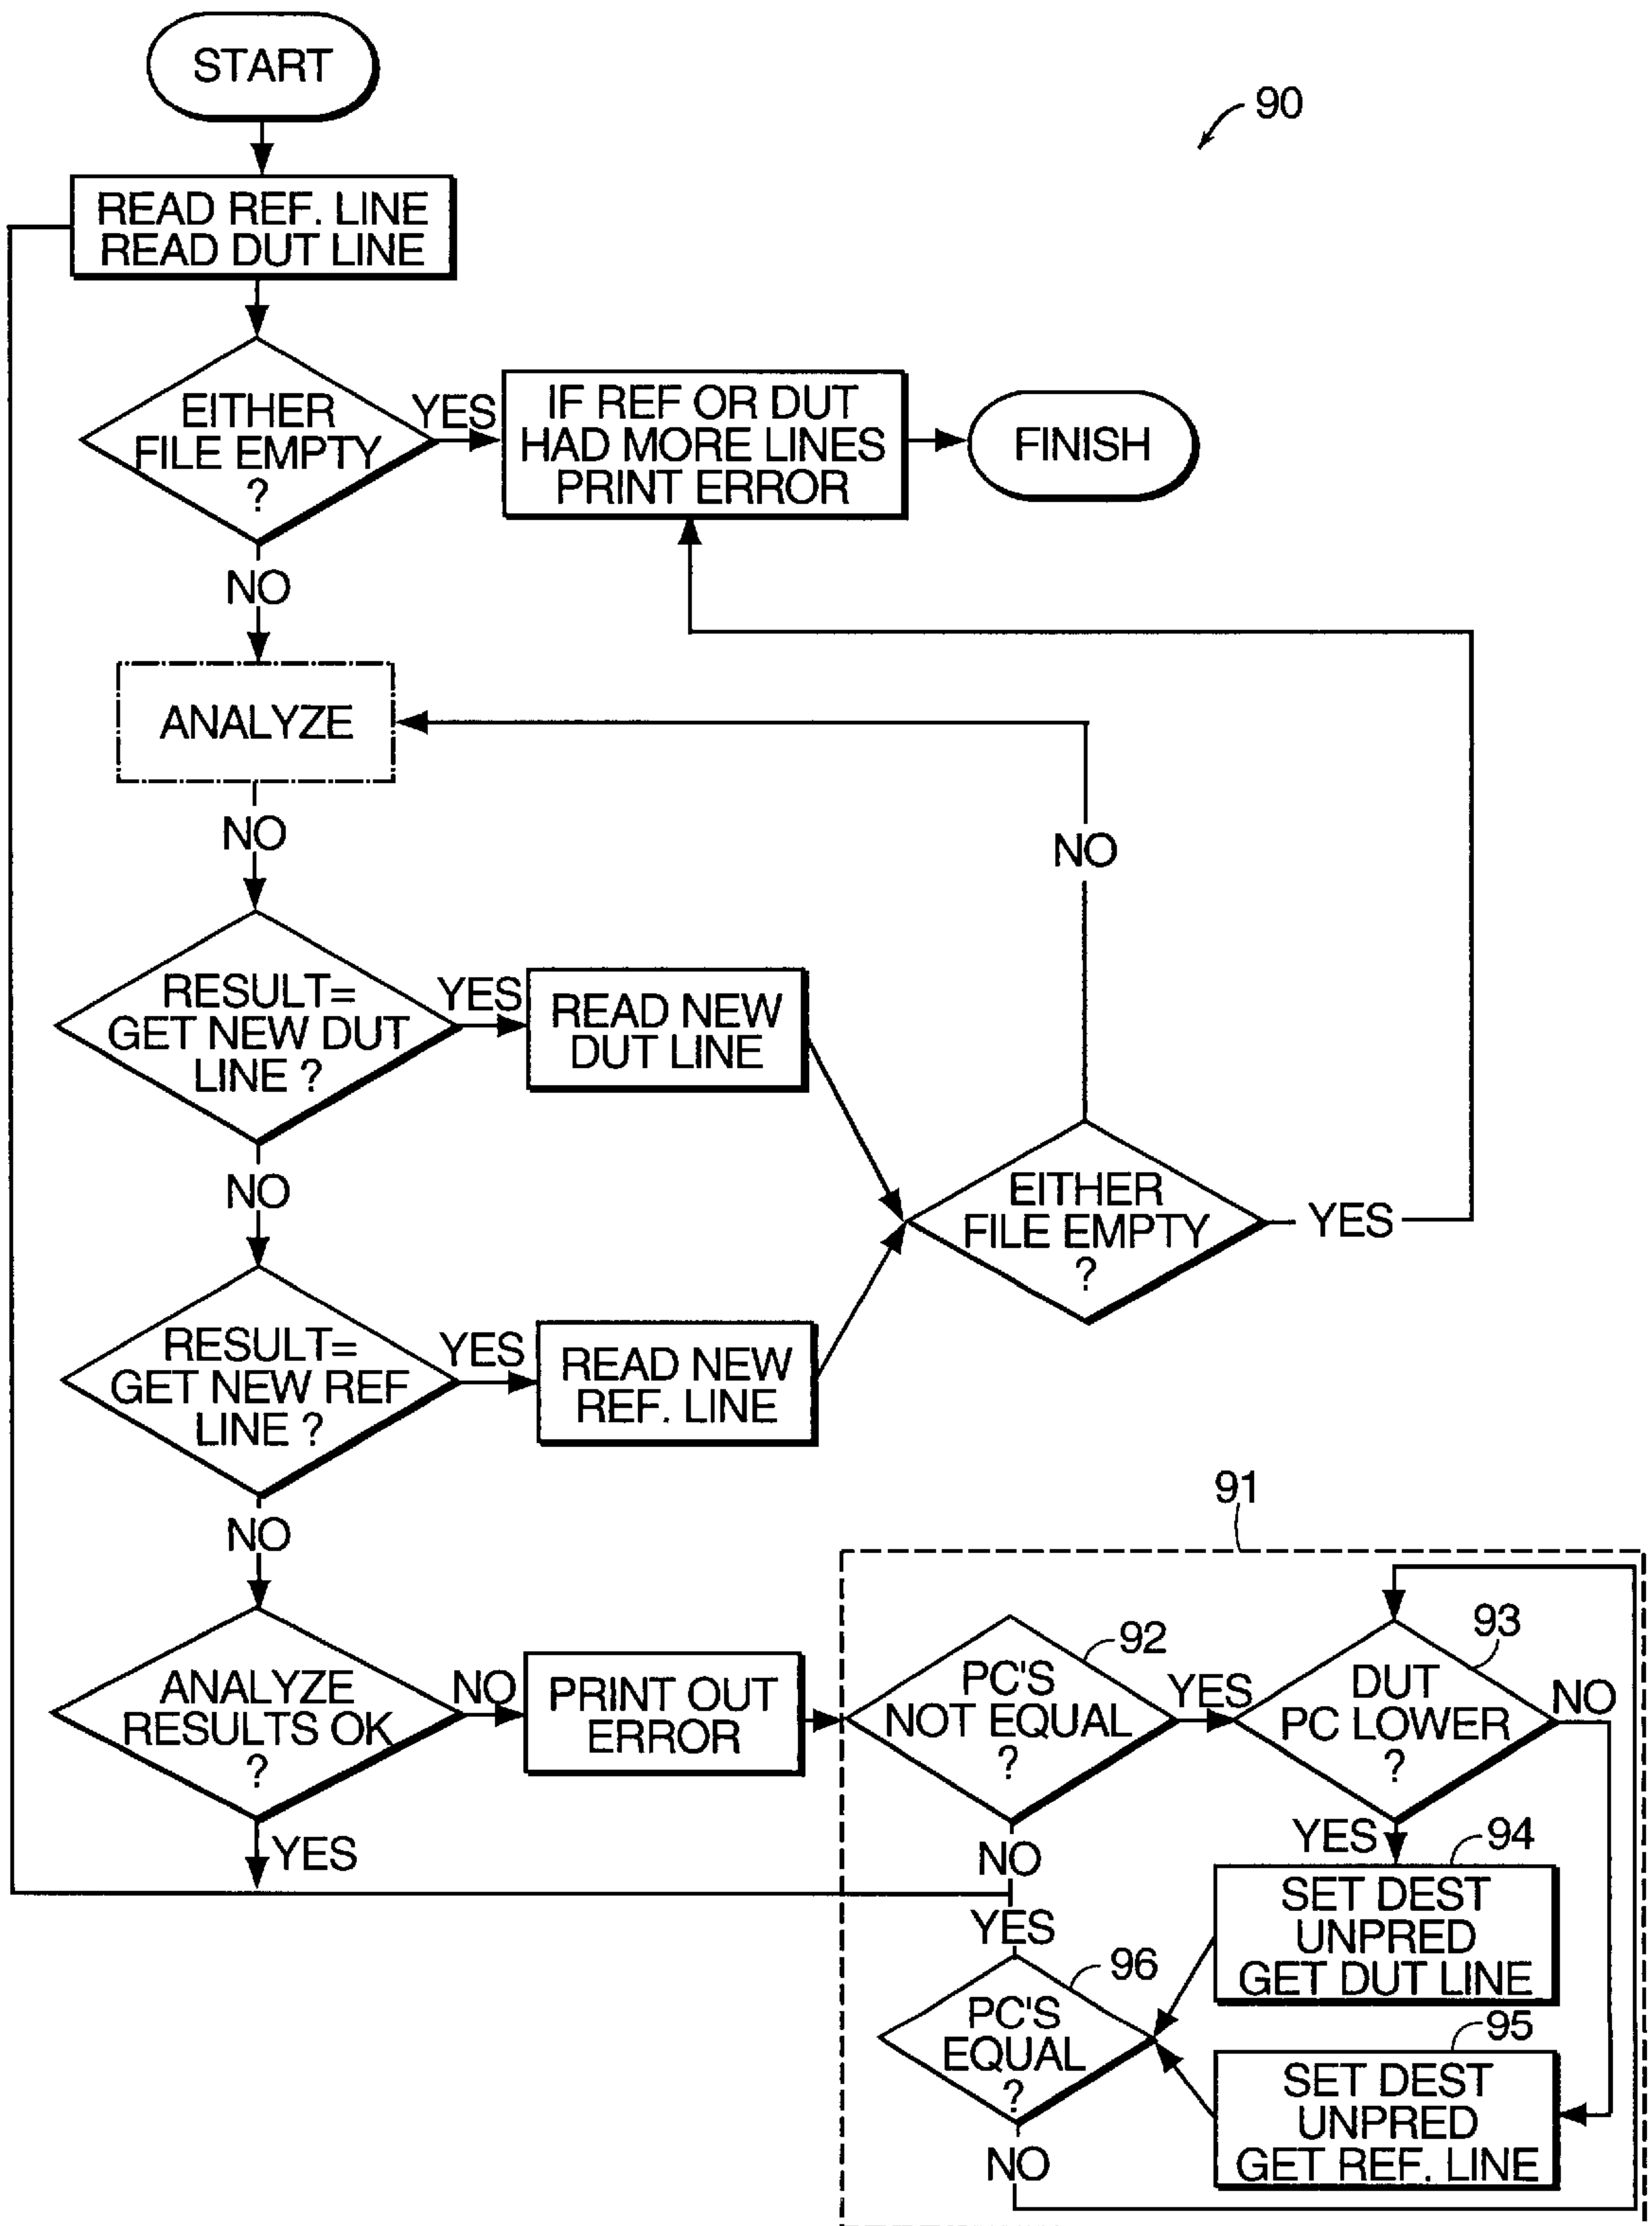 START
90
READ REF. LINE
READ DUT LINE
EITHER
FILE EMPTY
?
YES
IF REF OR DUT
HAD MORE LINES
PRINT ERROR
FINISH
NO
ANALYZE
NO
NO
RESULT=
GET NEW DUT
LINE ?
YES
READ NEW
DUT LINE
NO
EITHER
FILE EMPTY
?
YES
RESULT=
GET NEW REF
LINE ?
YES
READ NEW
REF. LINE
NO
91
ANALYZE
RESULTS OK
?
NO
PRINT OUT
ERROR
PC'S
NOT EQUAL
?
92
YES
DUT
PC LOWER
?
93
NO
YES
NO
YES
94
SET DEST
UNPRED
GET DUT LINE
YES
96
PC'S
EQUAL
?
95
SET DEST
UNPRED
GET REF. LINE
NO